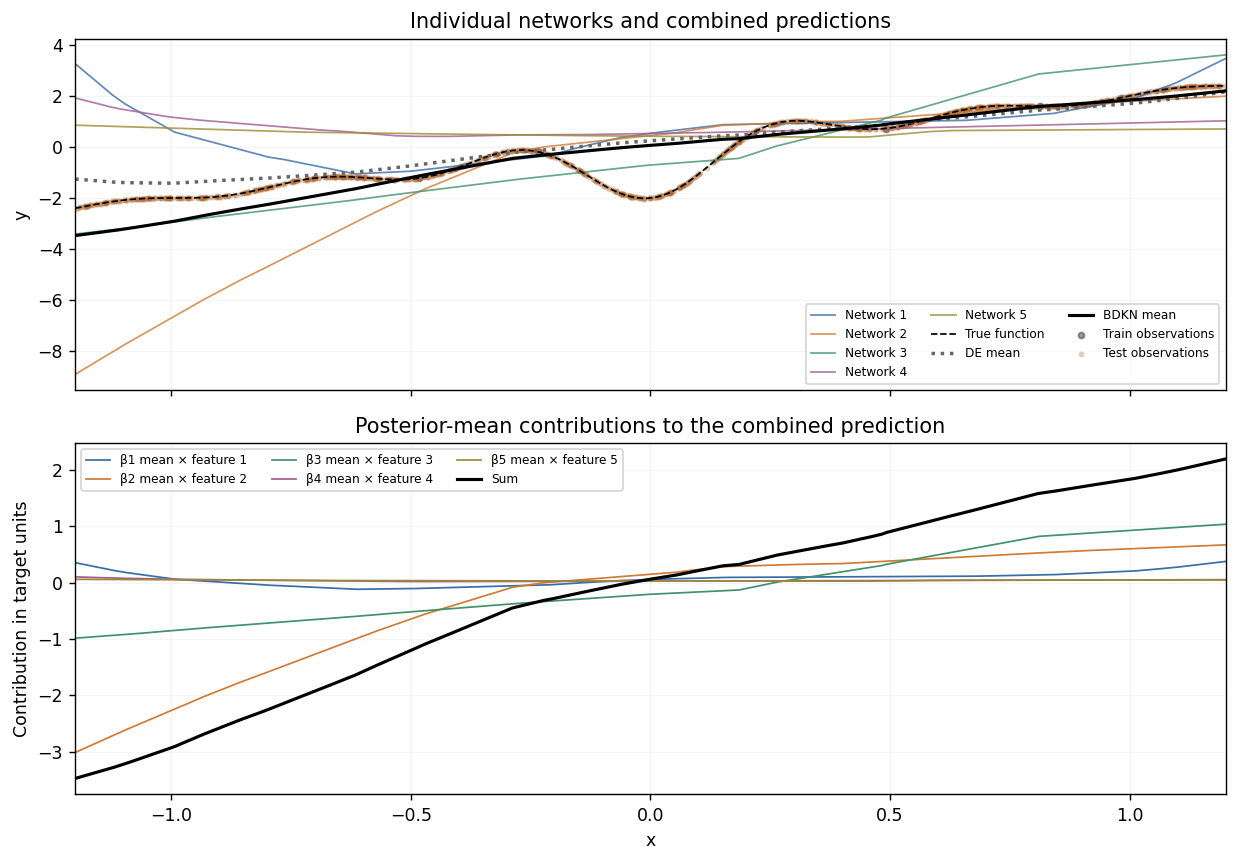 Individual networks and combined predictions
4
2
0
−2
−4
−6
−8
y
Network 1
Network 2
Network 3
Network 4
Network 5
True function
DE mean
BDKN mean
Train observations
Test observations
Posterior-mean contributions to the combined prediction
2
1
0
−1
−2
−3
Contribution in target units
β1 mean × feature 1
β2 mean × feature 2
β3 mean × feature 3
β4 mean × feature 4
β5 mean × feature 5
Sum
−1.0 −0.5 0.0 0.5 1.0
x